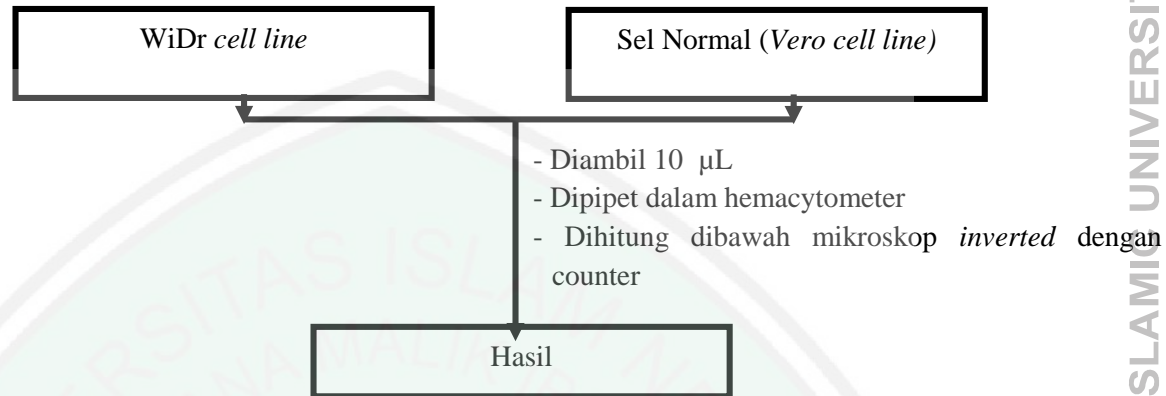 WiDr cell line
Sel Normal (Vero cell line)
- Diambil 10 µL
- Dipipet dalam hemacytometer
- Dihitung dibawah mikroskop inverted dengan
counter
Hasil